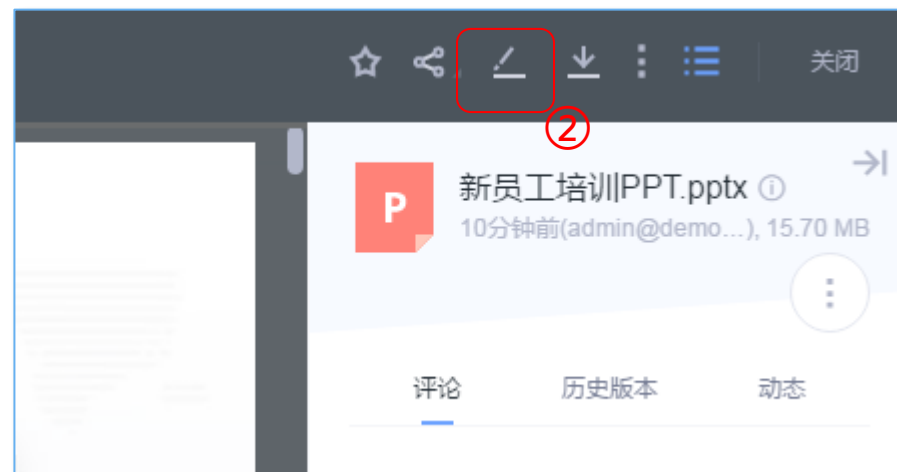 关闭
②
P
新员工培训PPT.pptx
10分钟前(admin@demo...), 15.70 MB
评论 历史版本 动态